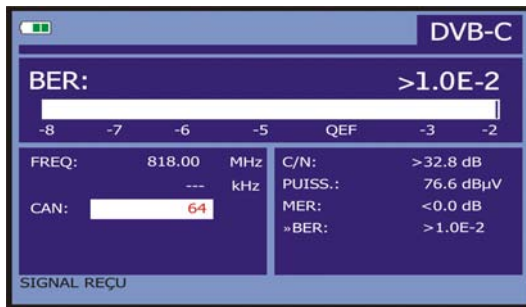 DVB-C
BER: >1.0E-2
-8 -7 -6 -5 QEF -3 -2
FREQ: 818.00 MHz
--- kHz
CAN: 64
C/N: >32.8 dB
PUISS.: 76.6 dBµV
MER: <0.0 dB
»BER: >1.0E-2
SIGNAL REÇU